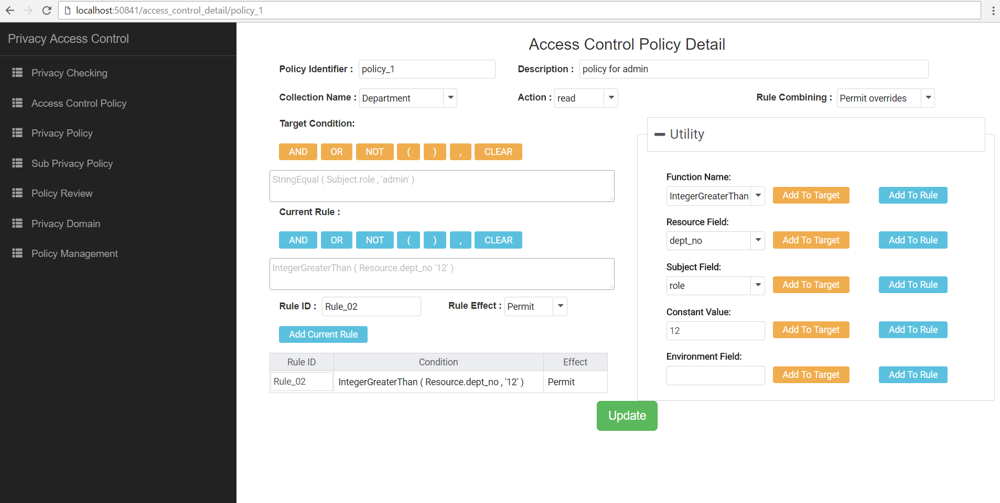 localhost:50841/access_control_detail/policy_1
Privacy Access Control
Privacy Checking
Access Control Policy
Privacy Policy
Sub Privacy Policy
Policy Review
Privacy Domain
Policy Management
Access Control Policy Detail
Policy Identifier : policy_1 Description : policy for admin
Collection Name : Department Action : read Rule Combining : Permit overrides
Target Condition:
AND OR NOT ( ) , CLEAR
StringEqual ( Subject.role , 'admin' )
Current Rule :
AND OR NOT ( ) , CLEAR
IntegerGreaterThan ( Resource.dept_no '12' )
Rule ID : Rule_02 Rule Effect : Permit
Add Current Rule
Rule ID Condition Effect
Rule_02 IntegerGreaterThan ( Resource.dept_no , '12' ) Permit
Utility
Function Name:
IntegerGreaterThan Add To Target Add To Rule
Resource Field:
dept_no Add To Target Add To Rule
Subject Field:
role Add To Target Add To Rule
Constant Value:
12 Add To Target Add To Rule
Environment Field:
Add To Target Add To Rule
Update